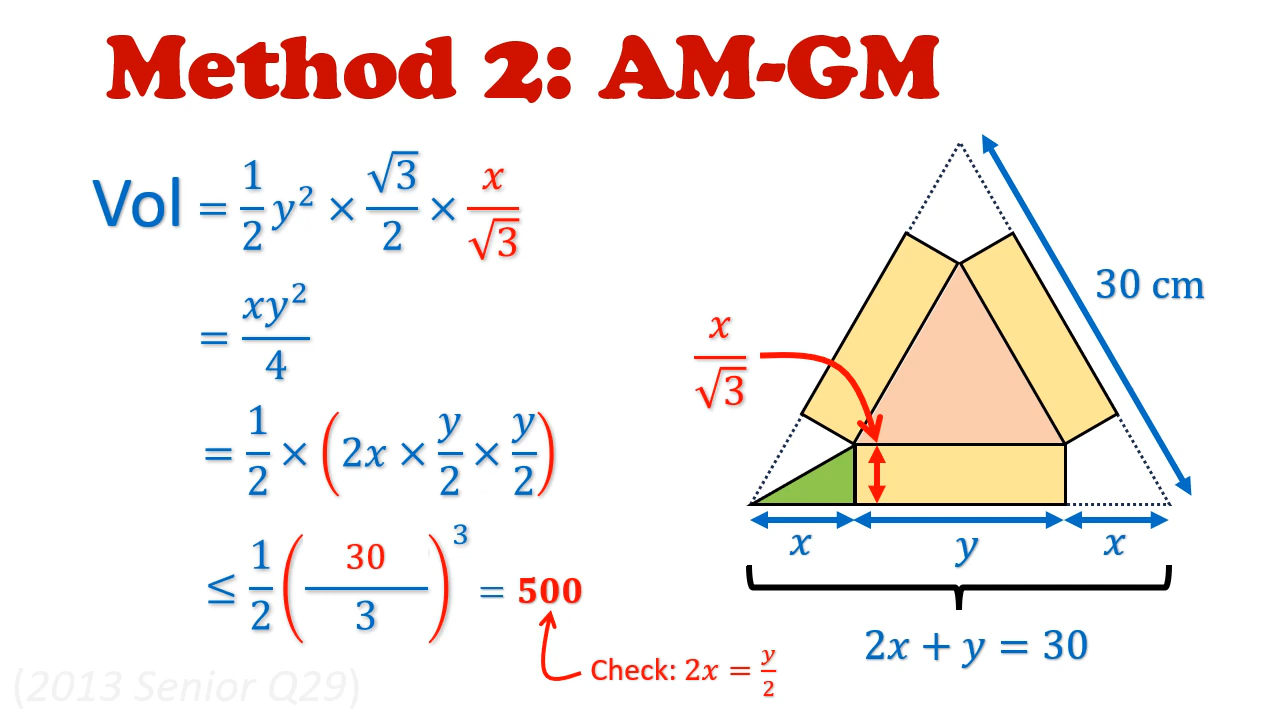 Method 2: AM-GM
Vol = 1/2 y² × √3/2 × x/√3
= xy²/4
= 1/2 × (2x × y/2 × y/2)
≤ 1/2 (30/3)³ = 500
Check: 2x = y/2
(2013 Senior Q29)
30 cm
x/√3
x y x
2x + y = 30